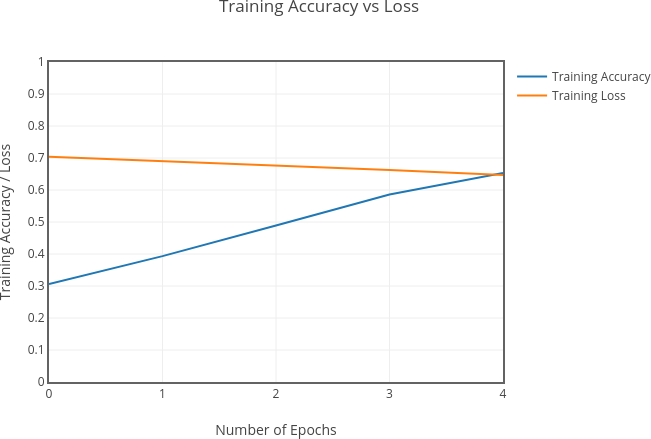 Training Accuracy vs Loss
1
0.9
0.8
0.7
0.6
0.5
0.4
0.3
0.2
0.1
0
0 1 2 3 4
Training Accuracy / Loss
Number of Epochs
Training Accuracy
Training Loss